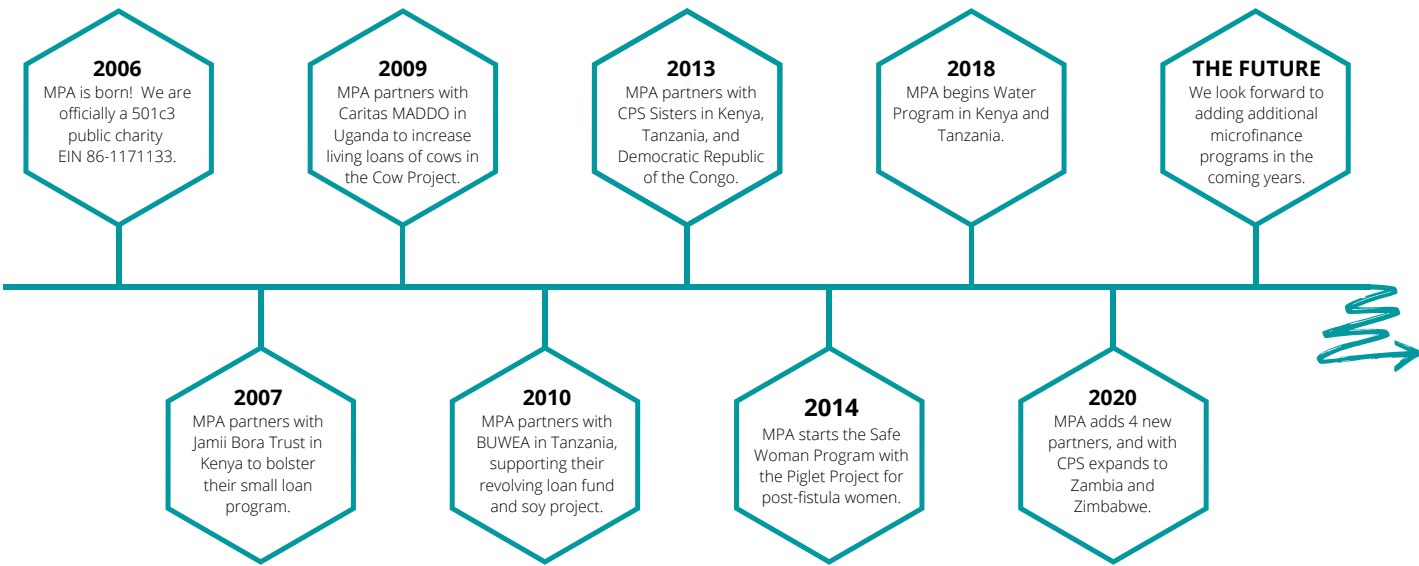 2006
MPA is born!  We are
officially a 501c3
public charity
EIN 86-1171133.
2007
MPA partners with
Jamii Bora Trust in
Kenya to bolster
their small loan
program.
2009
MPA partners with
Caritas MADDO in
Uganda to increase
living loans of cows in
the Cow Project.
2010
MPA partners with
BUWEA in Tanzania,
supporting their
revolving loan fund
and soy project.
2013
MPA partners with
CPS Sisters in Kenya,
Tanzania, and
Democratic Republic
of the Congo.
2014
MPA starts the Safe
Woman Program with
the Piglet Project for
post-fistula women.
2018
MPA begins Water
Program in Kenya and
Tanzania.
2020
MPA adds 4 new
partners, and with
CPS expands to
Zambia and
Zimbabwe.
THE FUTURE
We look forward to
adding additional
microfinance
programs in the
coming years.